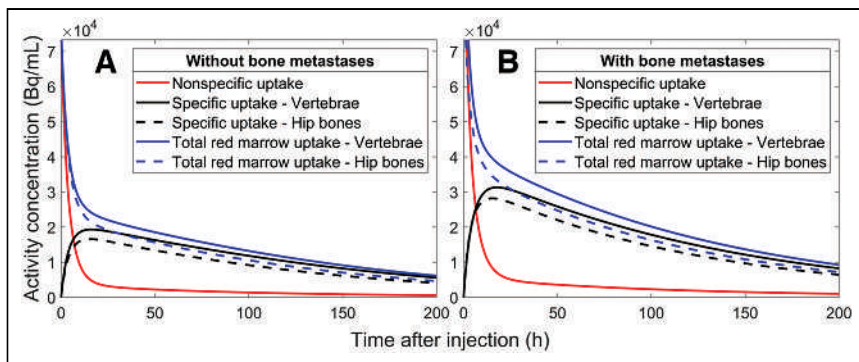 ×10⁴
×10⁴
A
B
Without bone metastases
Nonspecific uptake
Specific uptake - Vertebrae
Specific uptake - Hip bones
Total red marrow uptake - Vertebrae
Total red marrow uptake - Hip bones
With bone metastases
Nonspecific uptake
Specific uptake - Vertebrae
Specific uptake - Hip bones
Total red marrow uptake - Vertebrae
Total red marrow uptake - Hip bones
Activity concentration (Bq/mL)
7
6
5
4
3
2
1
0
7
6
5
4
3
2
1
0
0 50 100 150 200
0 50 100 150 200
Time after injection (h)